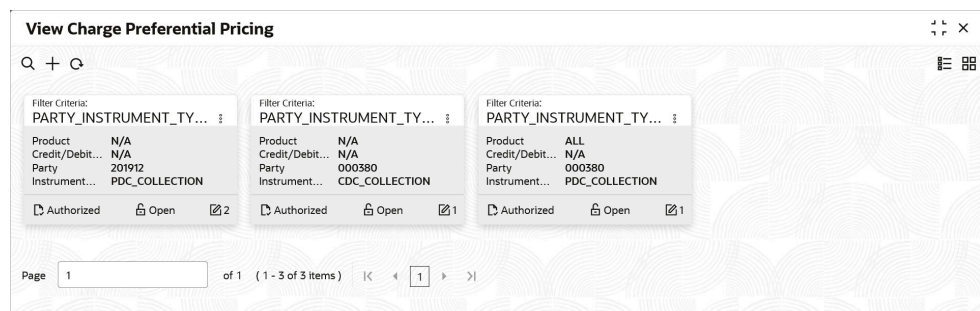 View Charge Preferential Pricing
Filter Criteria:
PARTY_INSTRUMENT_TY...
Product N/A
Credit/Debit... N/A
Party 201912
Instrument... PDC_COLLECTION
Authorized Open 2
Filter Criteria:
PARTY_INSTRUMENT_TY...
Product N/A
Credit/Debit... N/A
Party 000380
Instrument... CDC_COLLECTION
Authorized Open 1
Filter Criteria:
PARTY_INSTRUMENT_TY...
Product ALL
Credit/Debit... N/A
Party 000380
Instrument... PDC_COLLECTION
Authorized Open 1
Page 1 of 1 (1 - 3 of 3 items) 1